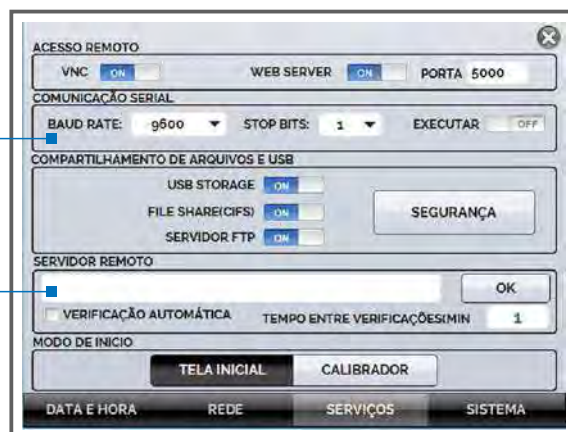 ACESSO REMOTO
VNC ON WEB SERVER ON PORTA 5000
COMUNICAÇÃO SERIAL
BAUD RATE: 9600 STOP BITS: 1 EXECUTAR OFF
COMPARTILHAMENTO DE ARQUIVOS E USB
USB STORAGE ON
FILE SHARE(CIFS) ON
SEGURANÇA
SERVIDOR FTP ON
SERVIDOR REMOTO
OK
VERIFICAÇÃO AUTOMÁTICA TEMPO ENTRE VERIFICAÇÕES(MIN 1
MODO DE INICIO
TELA INICIAL CALIBRADOR
DATA E HORA REDE SERVIÇOS SISTEMA